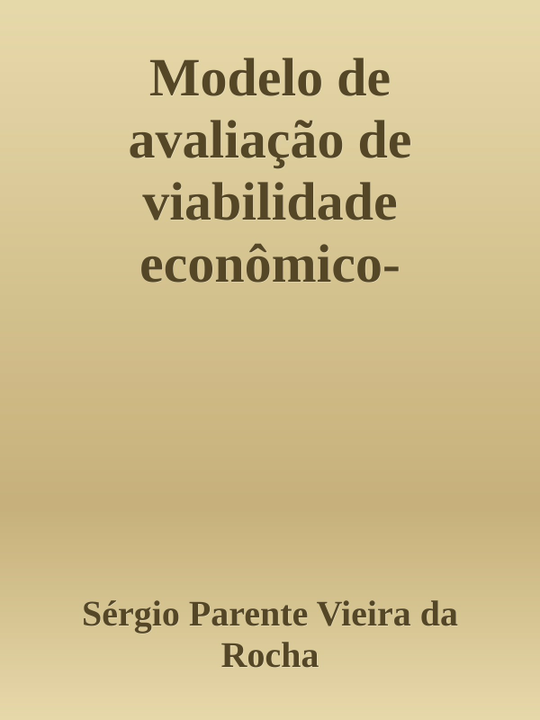 Modelo de
avaliação de
viabilidade
econômico-
Sérgio Parente Vieira da
Rocha